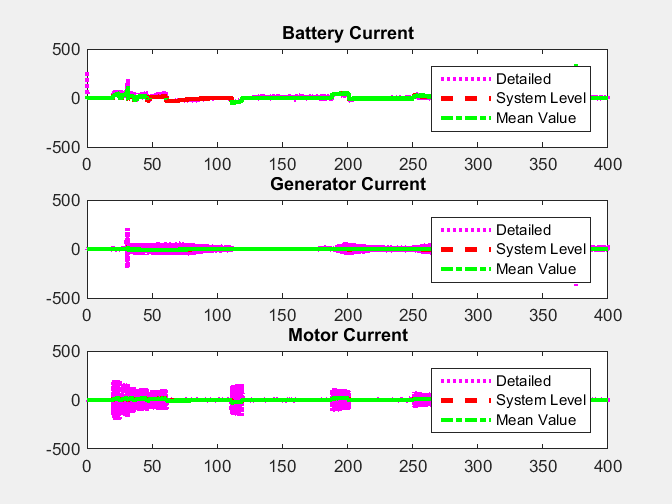 Battery Current
500
0
-500
Detailed
System Level
Mean Value
0 50 100 150 200 250 300 350 400
Generator Current
500
0
-500
Detailed
System Level
Mean Value
0 50 100 150 200 250 300 350 400
Motor Current
500
0
-500
Detailed
System Level
Mean Value
0 50 100 150 200 250 300 350 400